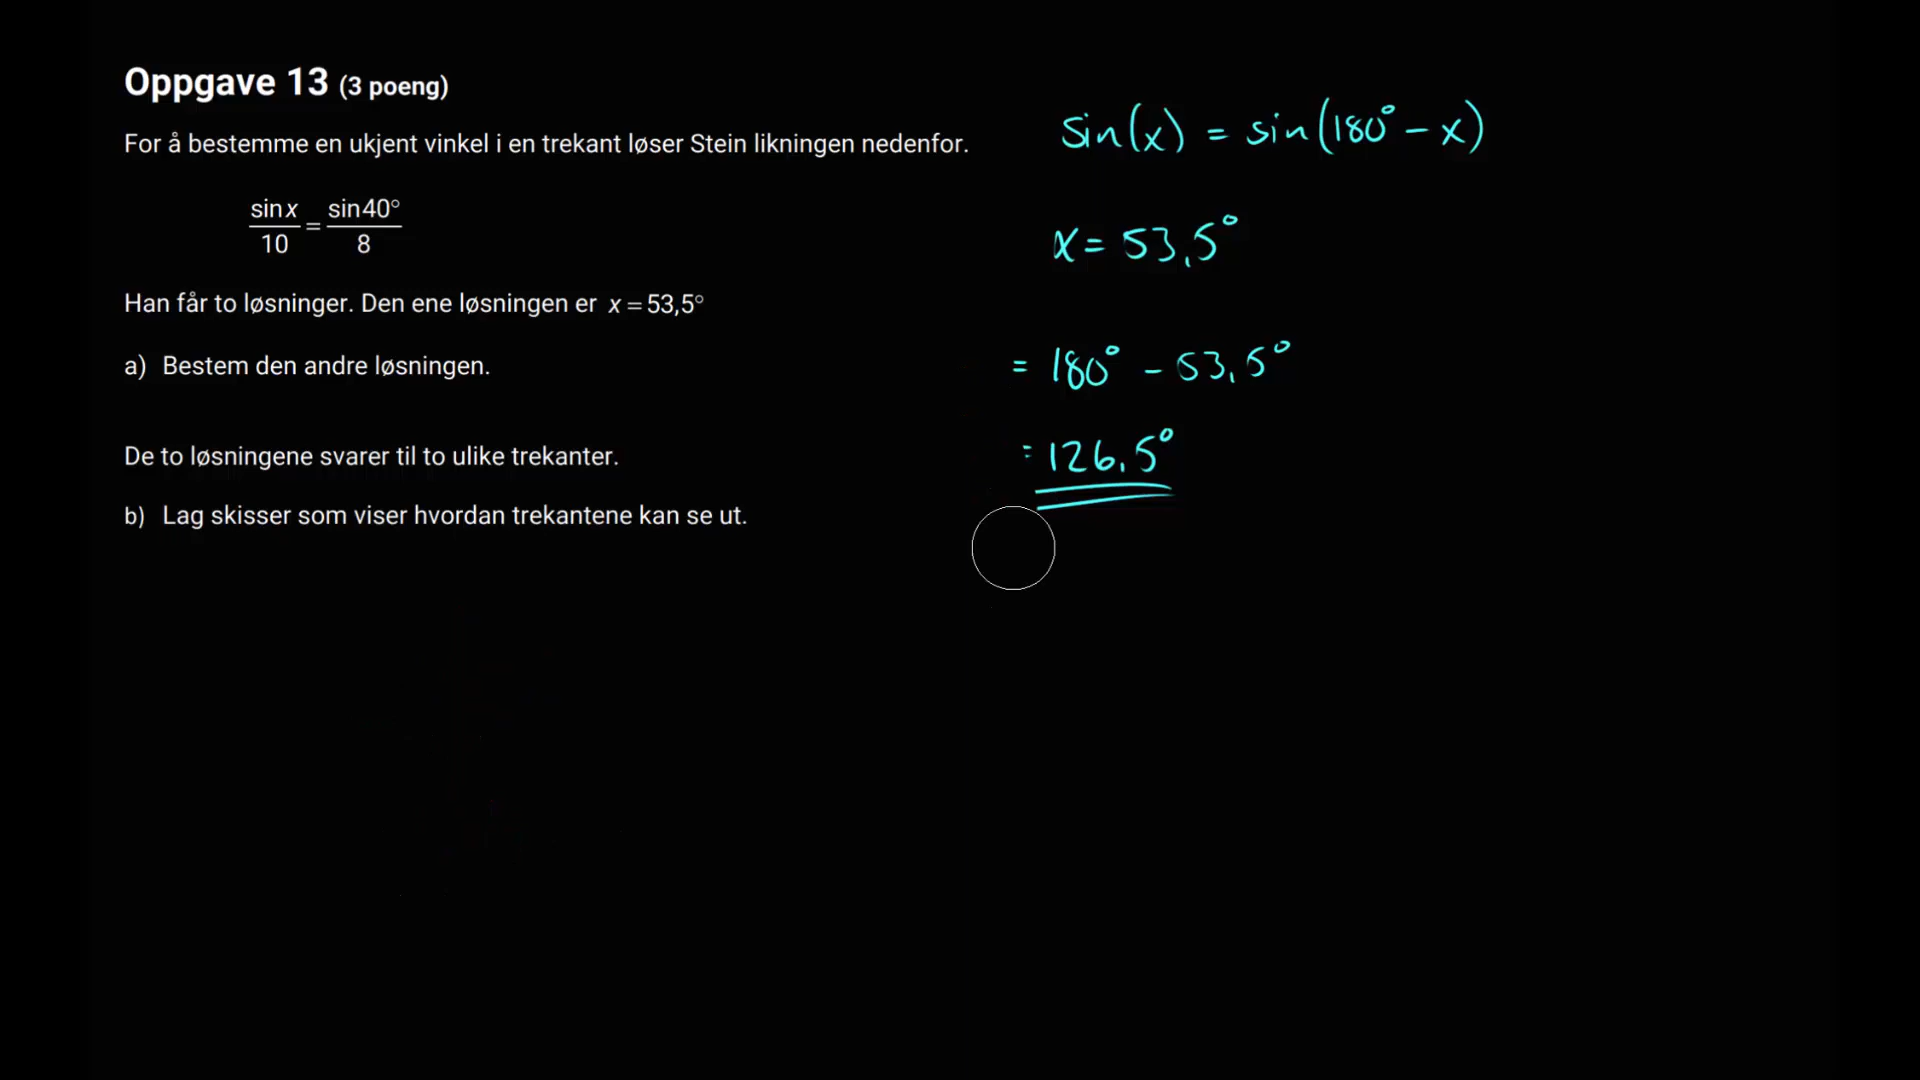 Oppgave 13 (3 poeng)
For å bestemme en ukjent vinkel i en trekant løser Stein likningen nedenfor.
sin x / 10 = sin 40° / 8
Han får to løsninger. Den ene løsningen er x = 53,5°
a) Bestem den andre løsningen.
De to løsningene svarer til to ulike trekanter.
b) Lag skisser som viser hvordan trekantene kan se ut.
sin(x) = sin(180° - x)
x = 53,5°
= 180° - 53,5°
= 126,5°